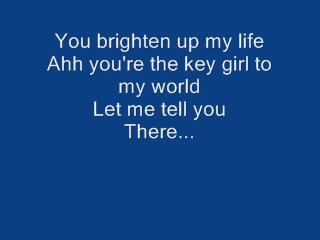 You brighten up my life
Ahh you're the key girl to
my world
Let me tell you
There...